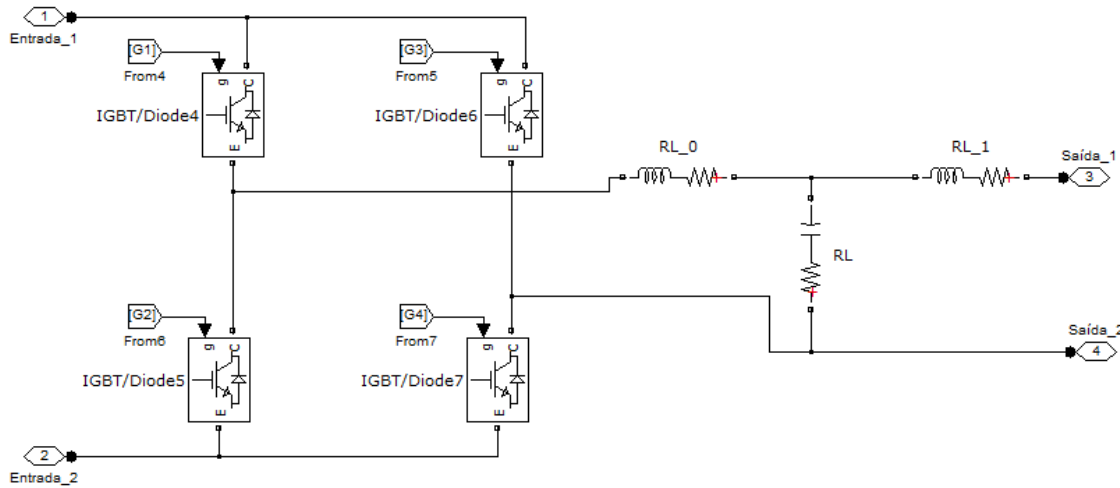 1
Entrada_1
[G1]
From4
[G3]
From5
g
C
IGBT/Diode4
E
g
C
IGBT/Diode6
E
RL_0
RL_1
Saída_1
3
RL
[G2]
From6
[G4]
From7
g
C
IGBT/Diode5
E
g
C
IGBT/Diode7
E
Saída_2
4
2
Entrada_2